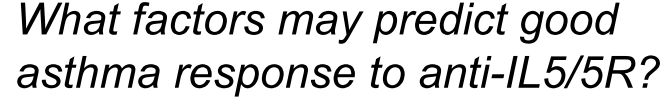 What factors may predict good
asthma response to anti-IL5/5R?